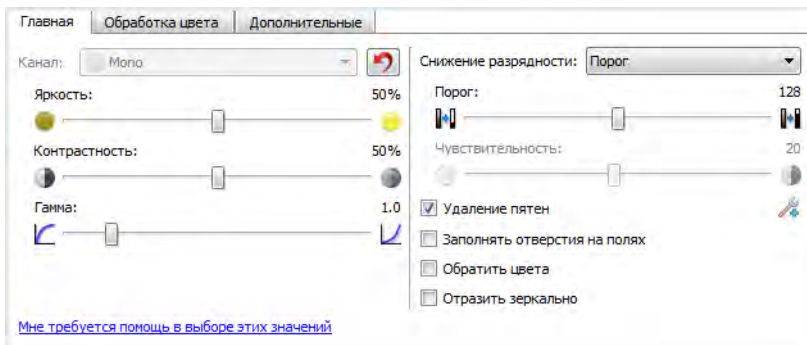 Главная Обработка цвета Дополнительные
Канал: Mono
Яркость: 50%
Контрастность: 50%
Гамма: 1.0
Мне требуется помощь в выборе этих значений
Снижение разрядности: Порог
Порог: 128
Чувствительность: 20
Удаление пятен
Заполнять отверстия на полях
Обратить цвета
Отразить зеркально